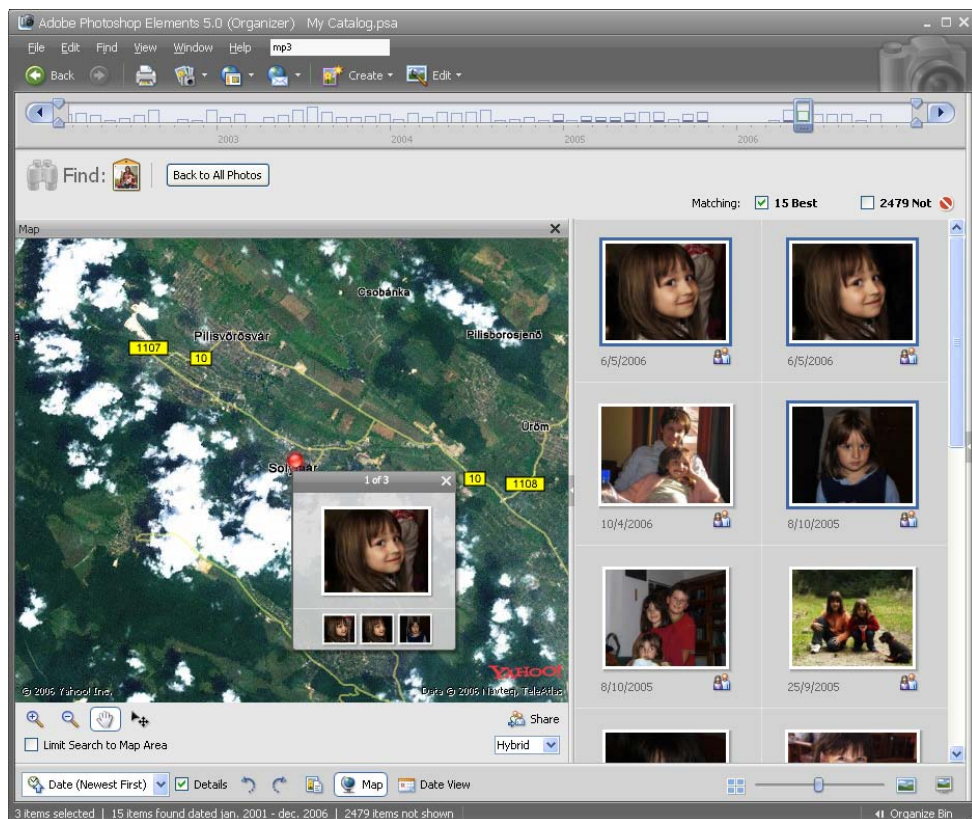 Adobe Photoshop Elements 5.0 (Organizer) My Catalog.psa
File Edit Find View Window Help mp3
Back Create Edit
2003 2004 2005 2006
Find: Back to All Photos
Matching: 15 Best 2479 Not
Map
Csobánka
Pilisvörösvár Pilisborosjenő
1107
10
Üröm
Solymár
10 1108
1 of 3
6/5/2006 6/5/2006
10/4/2006 8/10/2005
8/10/2005 25/9/2005
YAHOO!
© 2006 Yahoo! Inc. Data © 2006 Navteq, TeleAtlas
Share
Limit Search to Map Area Hybrid
Date (Newest First) Details Map Date View
3 items selected | 15 items found dated jan. 2001 - dec. 2006 | 2479 items not shown Organize Bin